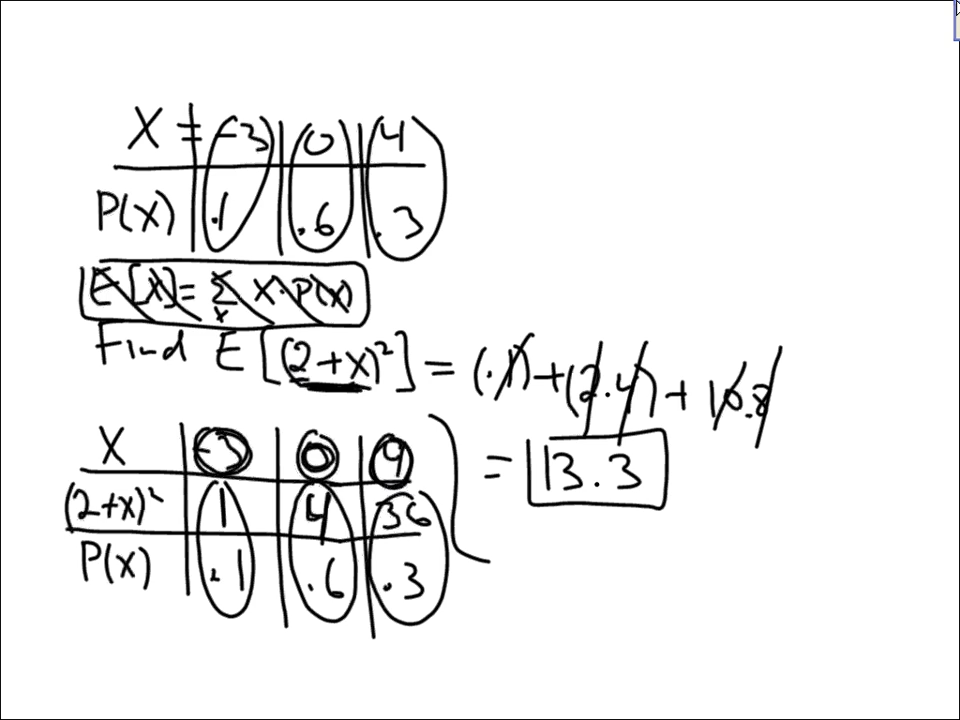 X = -3 | 0 | 4
P(X) | .1 | .6 | .3
E[X] = Σ X · P(X)
x
Find E[(2+X)²] = (.1) + (2.4) + 10.8
X | -3 | 0 | 4
= 13.3
(2+X)² | 1 | 4 | 36
P(X) | .1 | .6 | .3